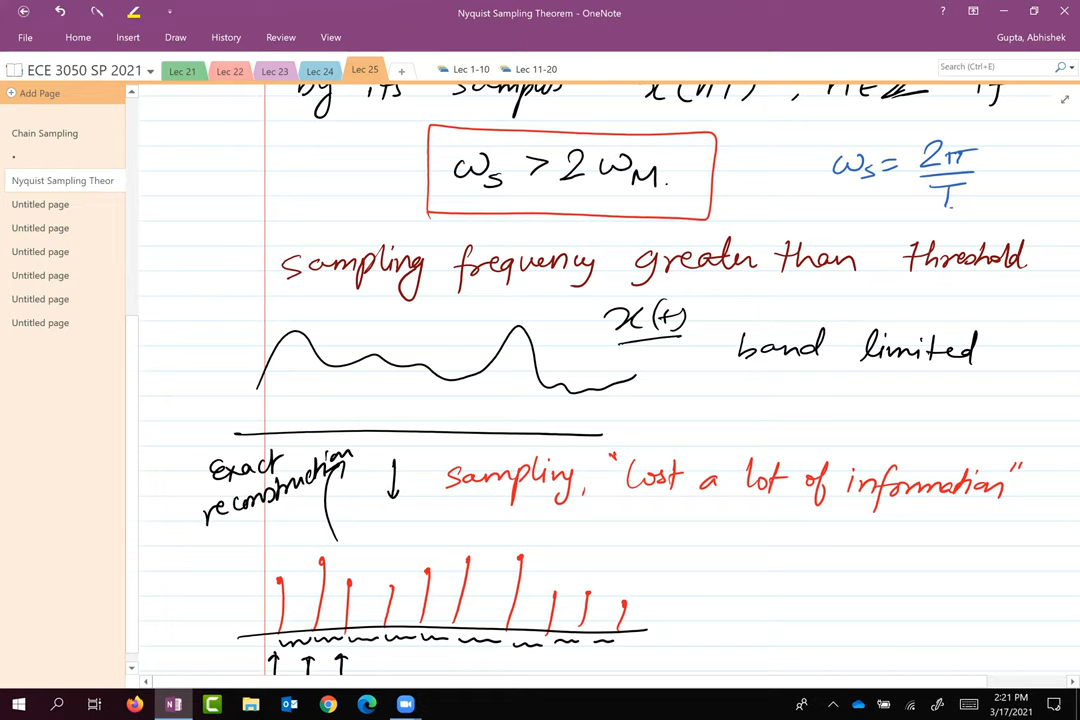 Nyquist Sampling Theorem - OneNote
File Home Insert Draw History Review View
Gupta, Abhishek
ECE 3050 SP 2021
Lec 21 Lec 22 Lec 23 Lec 24 Lec 25
Lec 1-10 Lec 11-20
Search (Ctrl+E)
Add Page
Chain Sampling
Nyquist Sampling Theor
Untitled page
Untitled page
Untitled page
Untitled page
Untitled page
Untitled page
by its
ωs > 2 ωM.
ωs = 2π/T
sampling frequency greater than threshold
x(t)
band limited
Exact
reconstruction
sampling, "Lost a lot of information"
2:21 PM
3/17/2021